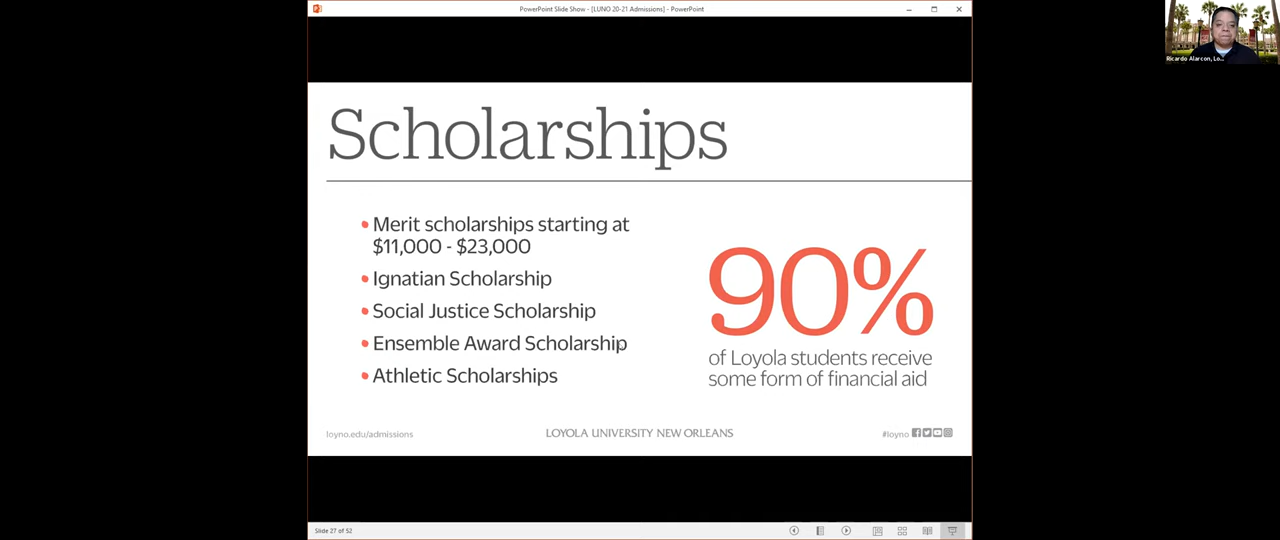 PowerPoint Slide Show - [LUNO 20-21 Admissions] - PowerPoint
Ricardo Alarcon, Lo...
Scholarships
• Merit scholarships starting at
$11,000 - $23,000
• Ignatian Scholarship
• Social Justice Scholarship
• Ensemble Award Scholarship
• Athletic Scholarships
90%
of Loyola students receive
some form of financial aid
loyno.edu/admissions
LOYOLA UNIVERSITY NEW ORLEANS
#loyno
Slide 27 of 52